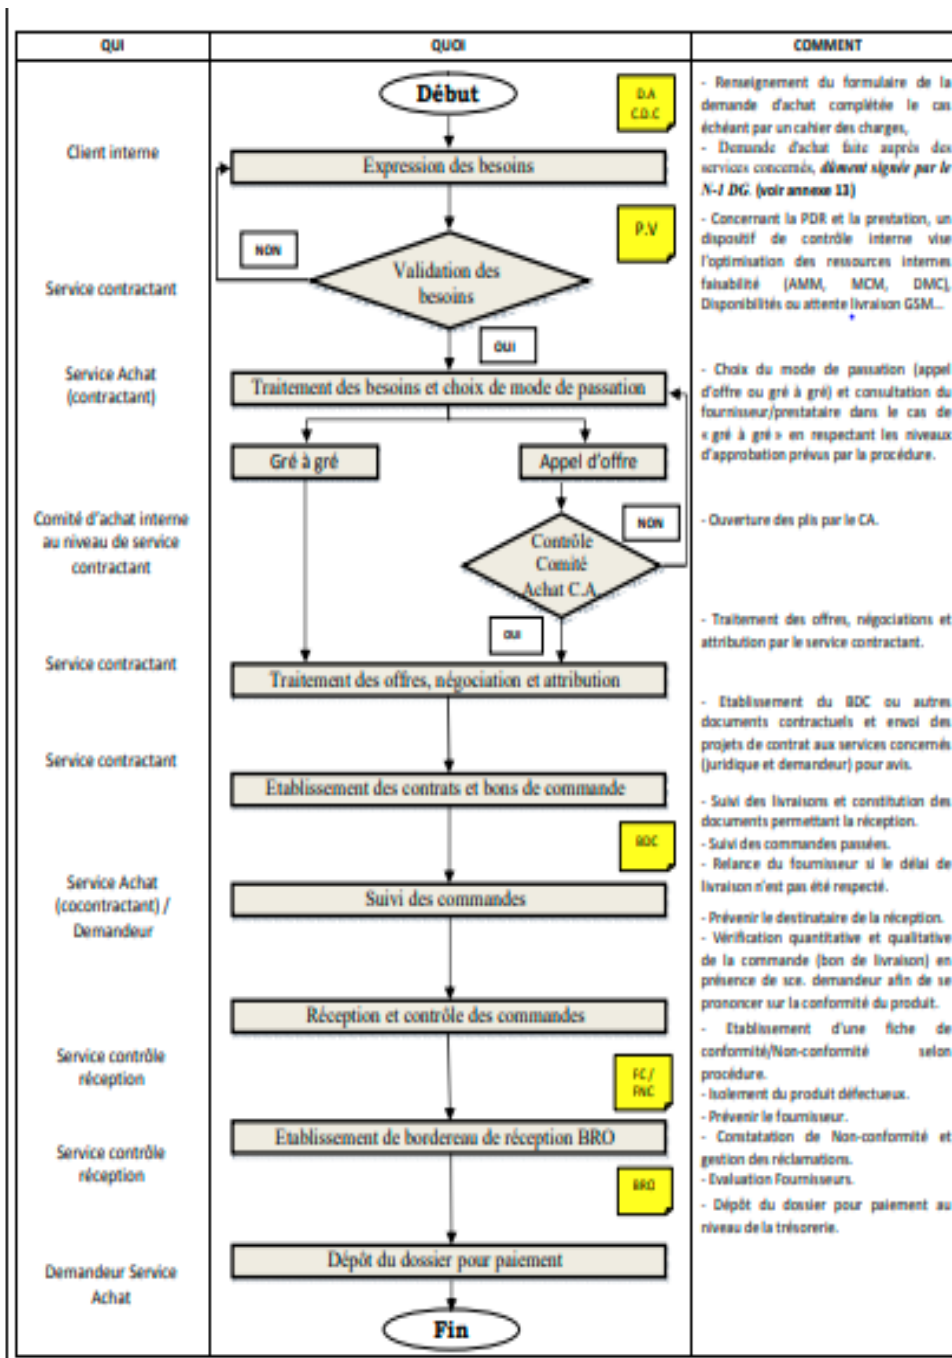 QUI
QUOI
COMMENT
Début
D.A
C.D.C
Client interne
Expression des besoins
- Renseignement du formulaire de la
demande d'achat complétée le cas
échéant par un cahier des charges,
- Demande d'achat faite auprès des
services concernés, dûment signée par le
N-1 DG. (voir annexe 13)
P.V
NON
Service contractant
Validation des
besoins
OUI
- Concernant la PDR et la prestation, un
dispositif de contrôle interne vise
l'optimisation des ressources internes
faisabilité (AMM, MCM, DMC),
Disponibilités ou attente livraison GSM...
Service Achat
(contractant)
Traitement des besoins et choix de mode de passation
- Choix du mode de passation (appel
d'offre ou gré à gré) et consultation du
fournisseur/prestataire dans le cas de
« gré à gré » en respectant les niveaux
d'approbation prévus par la procédure.
Gré à gré
Appel d'offre
Comité d'achat interne
au niveau de service
contractant
NON
Contrôle
Comité
Achat C.A.
OUI
- Ouverture des plis par le CA.
Service contractant
Traitement des offres, négociation et attribution
- Traitement des offres, négociations et
attribution par le service contractant.
Service contractant
Etablissement des contrats et bons de commande
- Etablissement du BDC ou autres
documents contractuels et envoi des
projets de contrat aux services concernés
(juridique et demandeur) pour avis.
BDC
Service Achat
(cocontractant) /
Demandeur
Suivi des commandes
- Suivi des livraisons et constitution des
documents permettant la réception.
- Suivi des commandes passées.
- Relance du fournisseur si le délai de
livraison n'est pas été respecté.
Réception et contrôle des commandes
- Prévenir le destinataire de la réception.
- Vérification quantitative et qualitative
de la commande (bon de livraison) en
présence de sce. demandeur afin de se
prononcer sur la conformité du produit.
Service contrôle
réception
FC /
FNC
- Etablissement d'une fiche de
conformité/Non-conformité selon
procédure.
- Isolement du produit défectueux.
- Prévenir le fournisseur.
Service contrôle
réception
Etablissement de bordereau de réception BRO
BRO
- Constatation de Non-conformité et
gestion des réclamations.
- Evaluation Fournisseurs.
Demandeur Service
Achat
Dépôt du dossier pour paiement
- Dépôt du dossier pour paiement au
niveau de la trésorerie.
Fin